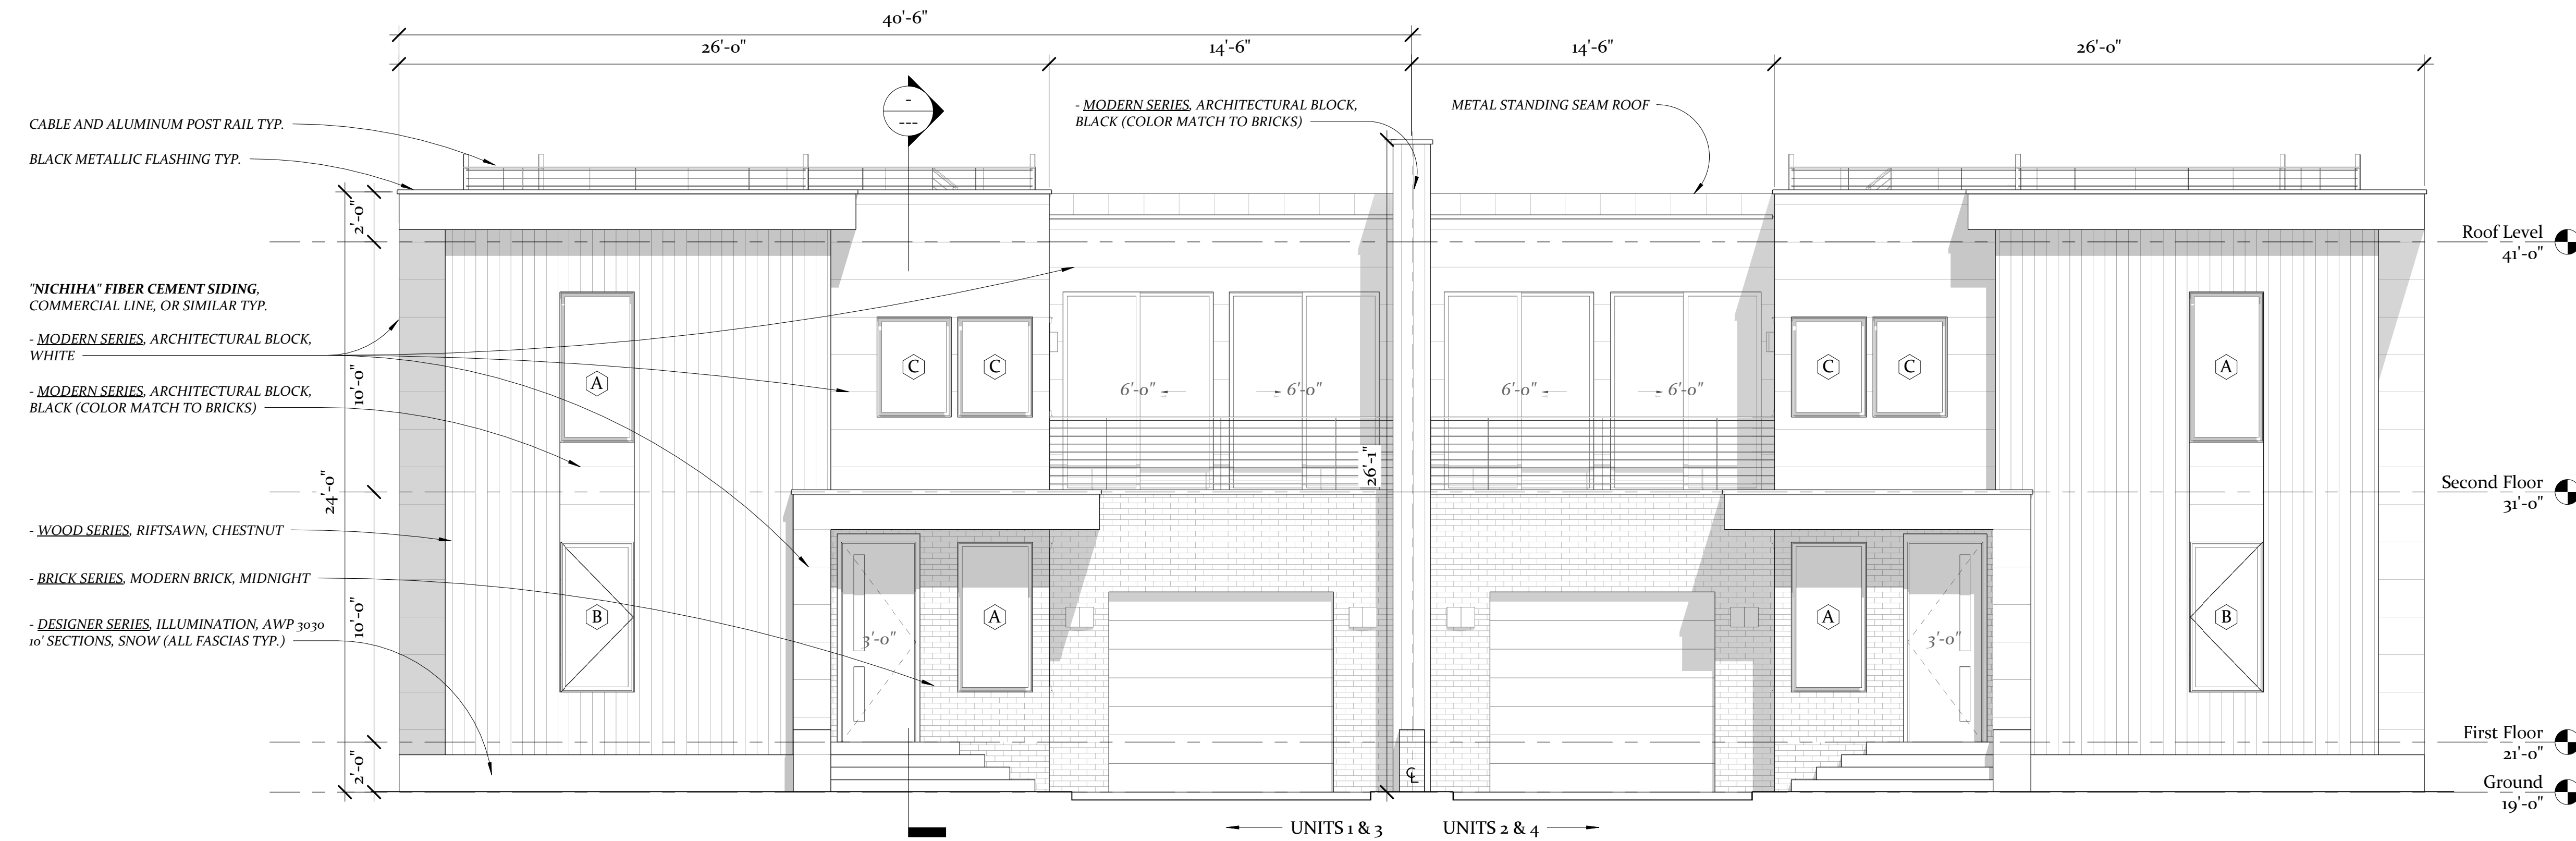 40'-6"
26'-0"
14'-6"
14'-6"
26'-0"
-
---
- MODERN SERIES, ARCHITECTURAL BLOCK,
BLACK (COLOR MATCH TO BRICKS)
METAL STANDING SEAM ROOF
CABLE AND ALUMINUM POST RAIL TYP.
BLACK METALLIC FLASHING TYP.
2'-0"
Roof Level
41'-0"
"NICHIHA" FIBER CEMENT SIDING,
COMMERCIAL LINE, OR SIMILAR TYP.
- MODERN SERIES, ARCHITECTURAL BLOCK,
WHITE
- MODERN SERIES, ARCHITECTURAL BLOCK,
BLACK (COLOR MATCH TO BRICKS)
10'-0"
A
C
C
6'-0"
6'-0"
6'-0"
6'-0"
C
C
A
24'-0"
26'-1"
Second Floor
31'-0"
- WOOD SERIES, RIFTSAWN, CHESTNUT
- BRICK SERIES, MODERN BRICK, MIDNIGHT
- DESIGNER SERIES, ILLUMINATION, AWP 3030
10' SECTIONS, SNOW (ALL FASCIAS TYP.)
10'-0"
B
3'-0"
A
A
3'-0"
B
First Floor
21'-0"
2'-0"
CL
Ground
19'-0"
UNITS 1 & 3
UNITS 2 & 4